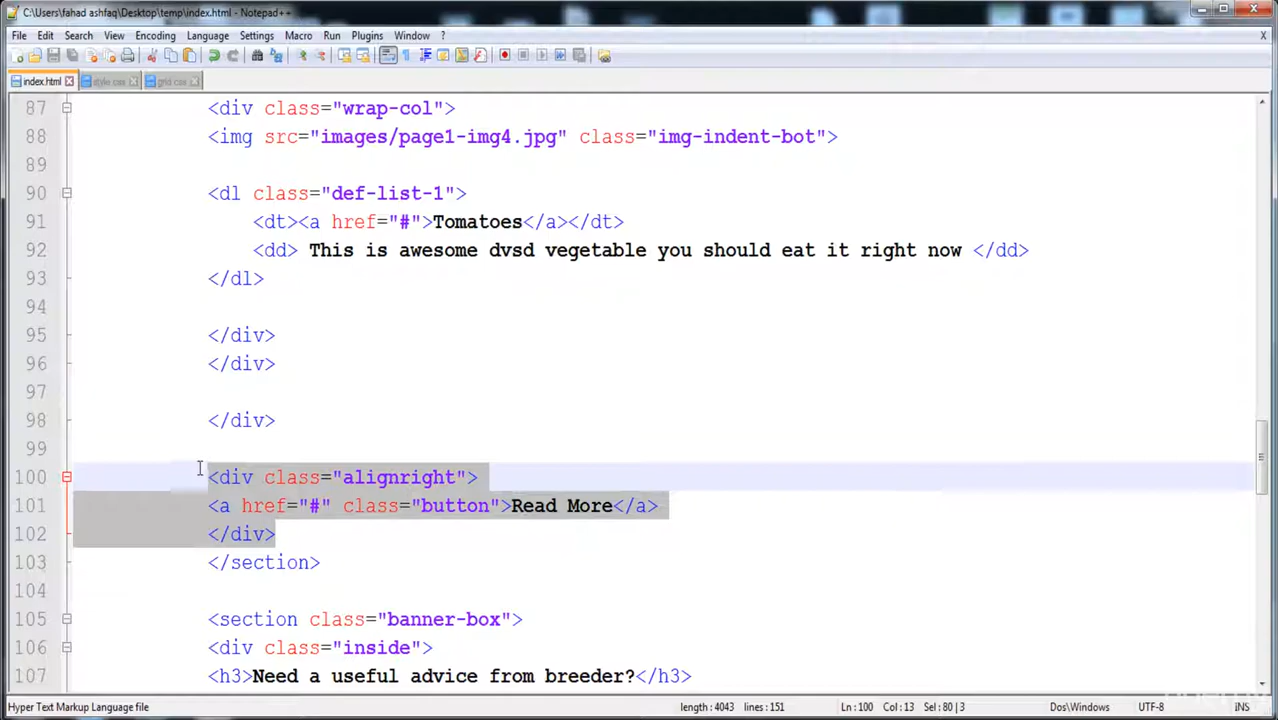 C:\Users\fahad ashfaq\Desktop\temp\index.html - Notepad++
File Edit Search View Encoding Language Settings Macro Run Plugins Window ? X
index.html style.css grid.css
87 <div class="wrap-col">
88 <img src="images/page1-img4.jpg" class="img-indent-bot">
89
90 <dl class="def-list-1">
91 <dt><a href="#">Tomatoes</a></dt>
92 <dd> This is awesome dvsd vegetable you should eat it right now </dd>
93 </dl>
94
95 </div>
96 </div>
97
98 </div>
99
100 <div class="alignright">
101 <a href="#" class="button">Read More</a>
102 </div>
103 </section>
104
105 <section class="banner-box">
106 <div class="inside">
107 <h3>Need a useful advice from breeder?</h3>
Hyper Text Markup Language file length : 4043 lines : 151 Ln : 100 Col : 13 Sel : 80 | 3 Dos\Windows UTF-8 INS